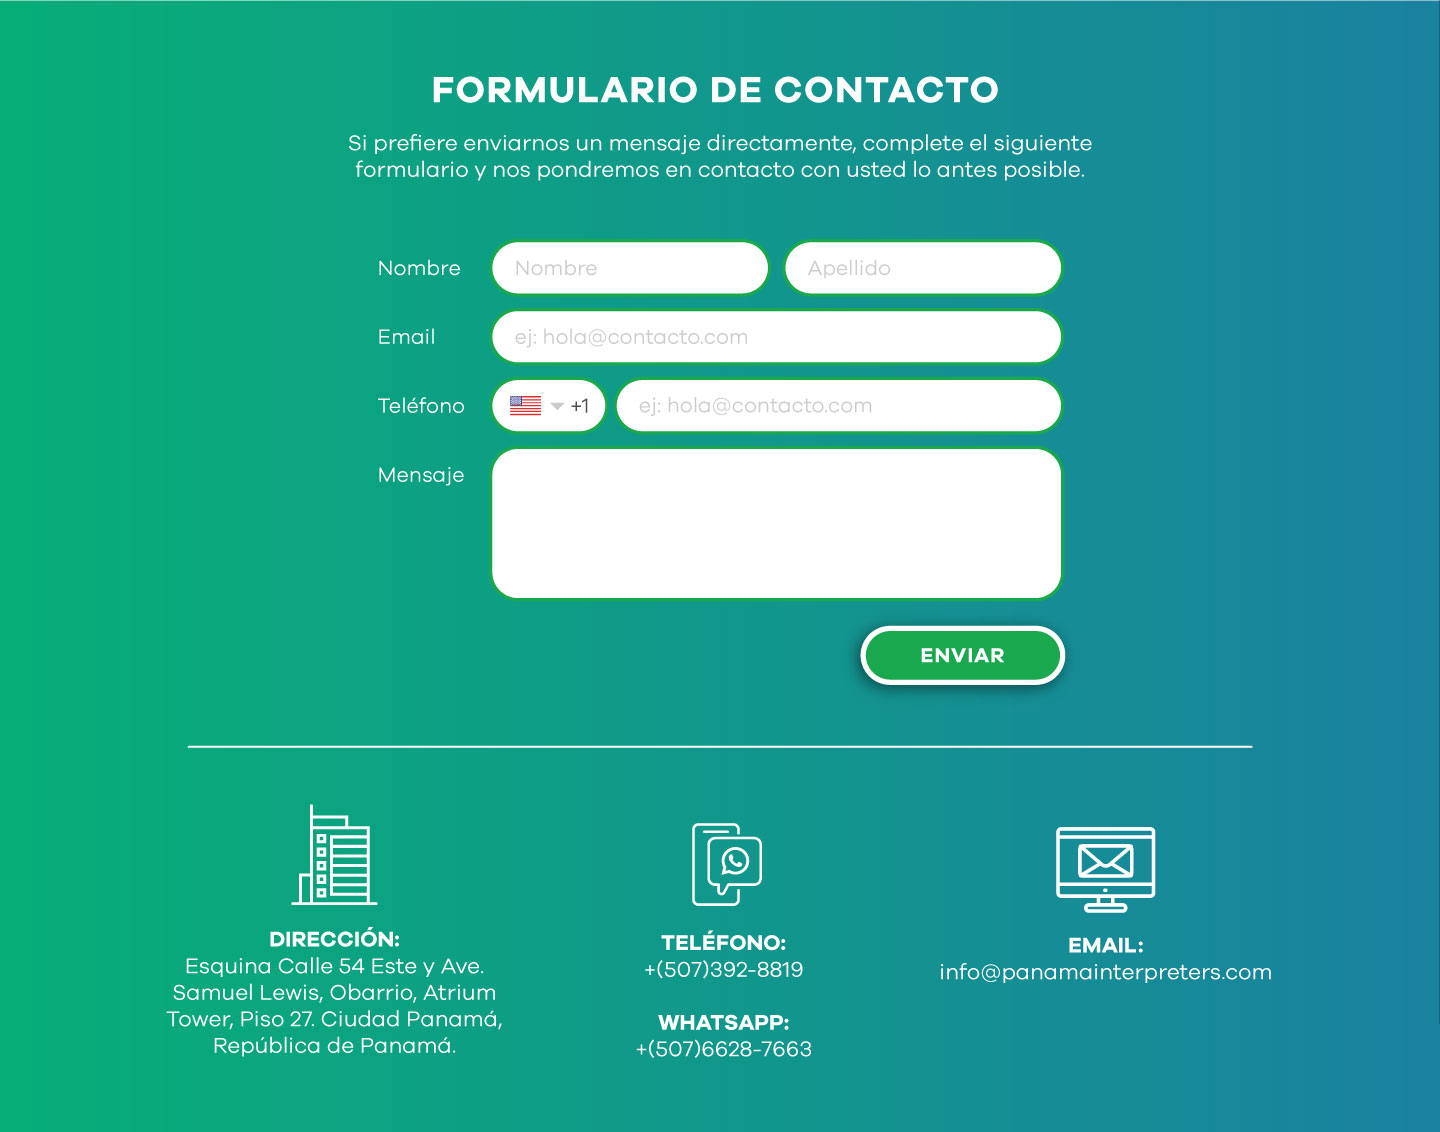 FORMULARIO DE CONTACTO
Si prefiere enviarnos un mensaje directamente, complete el siguiente
formulario y nos pondremos en contacto con usted lo antes posible.
Nombre Nombre Apellido
Email ej: hola@contacto.com
Teléfono +1 ej: hola@contacto.com
Mensaje
ENVIAR
DIRECCIÓN:
Esquina Calle 54 Este y Ave.
Samuel Lewis, Obarrio, Atrium
Tower, Piso 27. Ciudad Panamá,
República de Panamá.
TELÉFONO:
+(507)392-8819
WHATSAPP:
+(507)6628-7663
EMAIL:
info@panamainterpreters.com